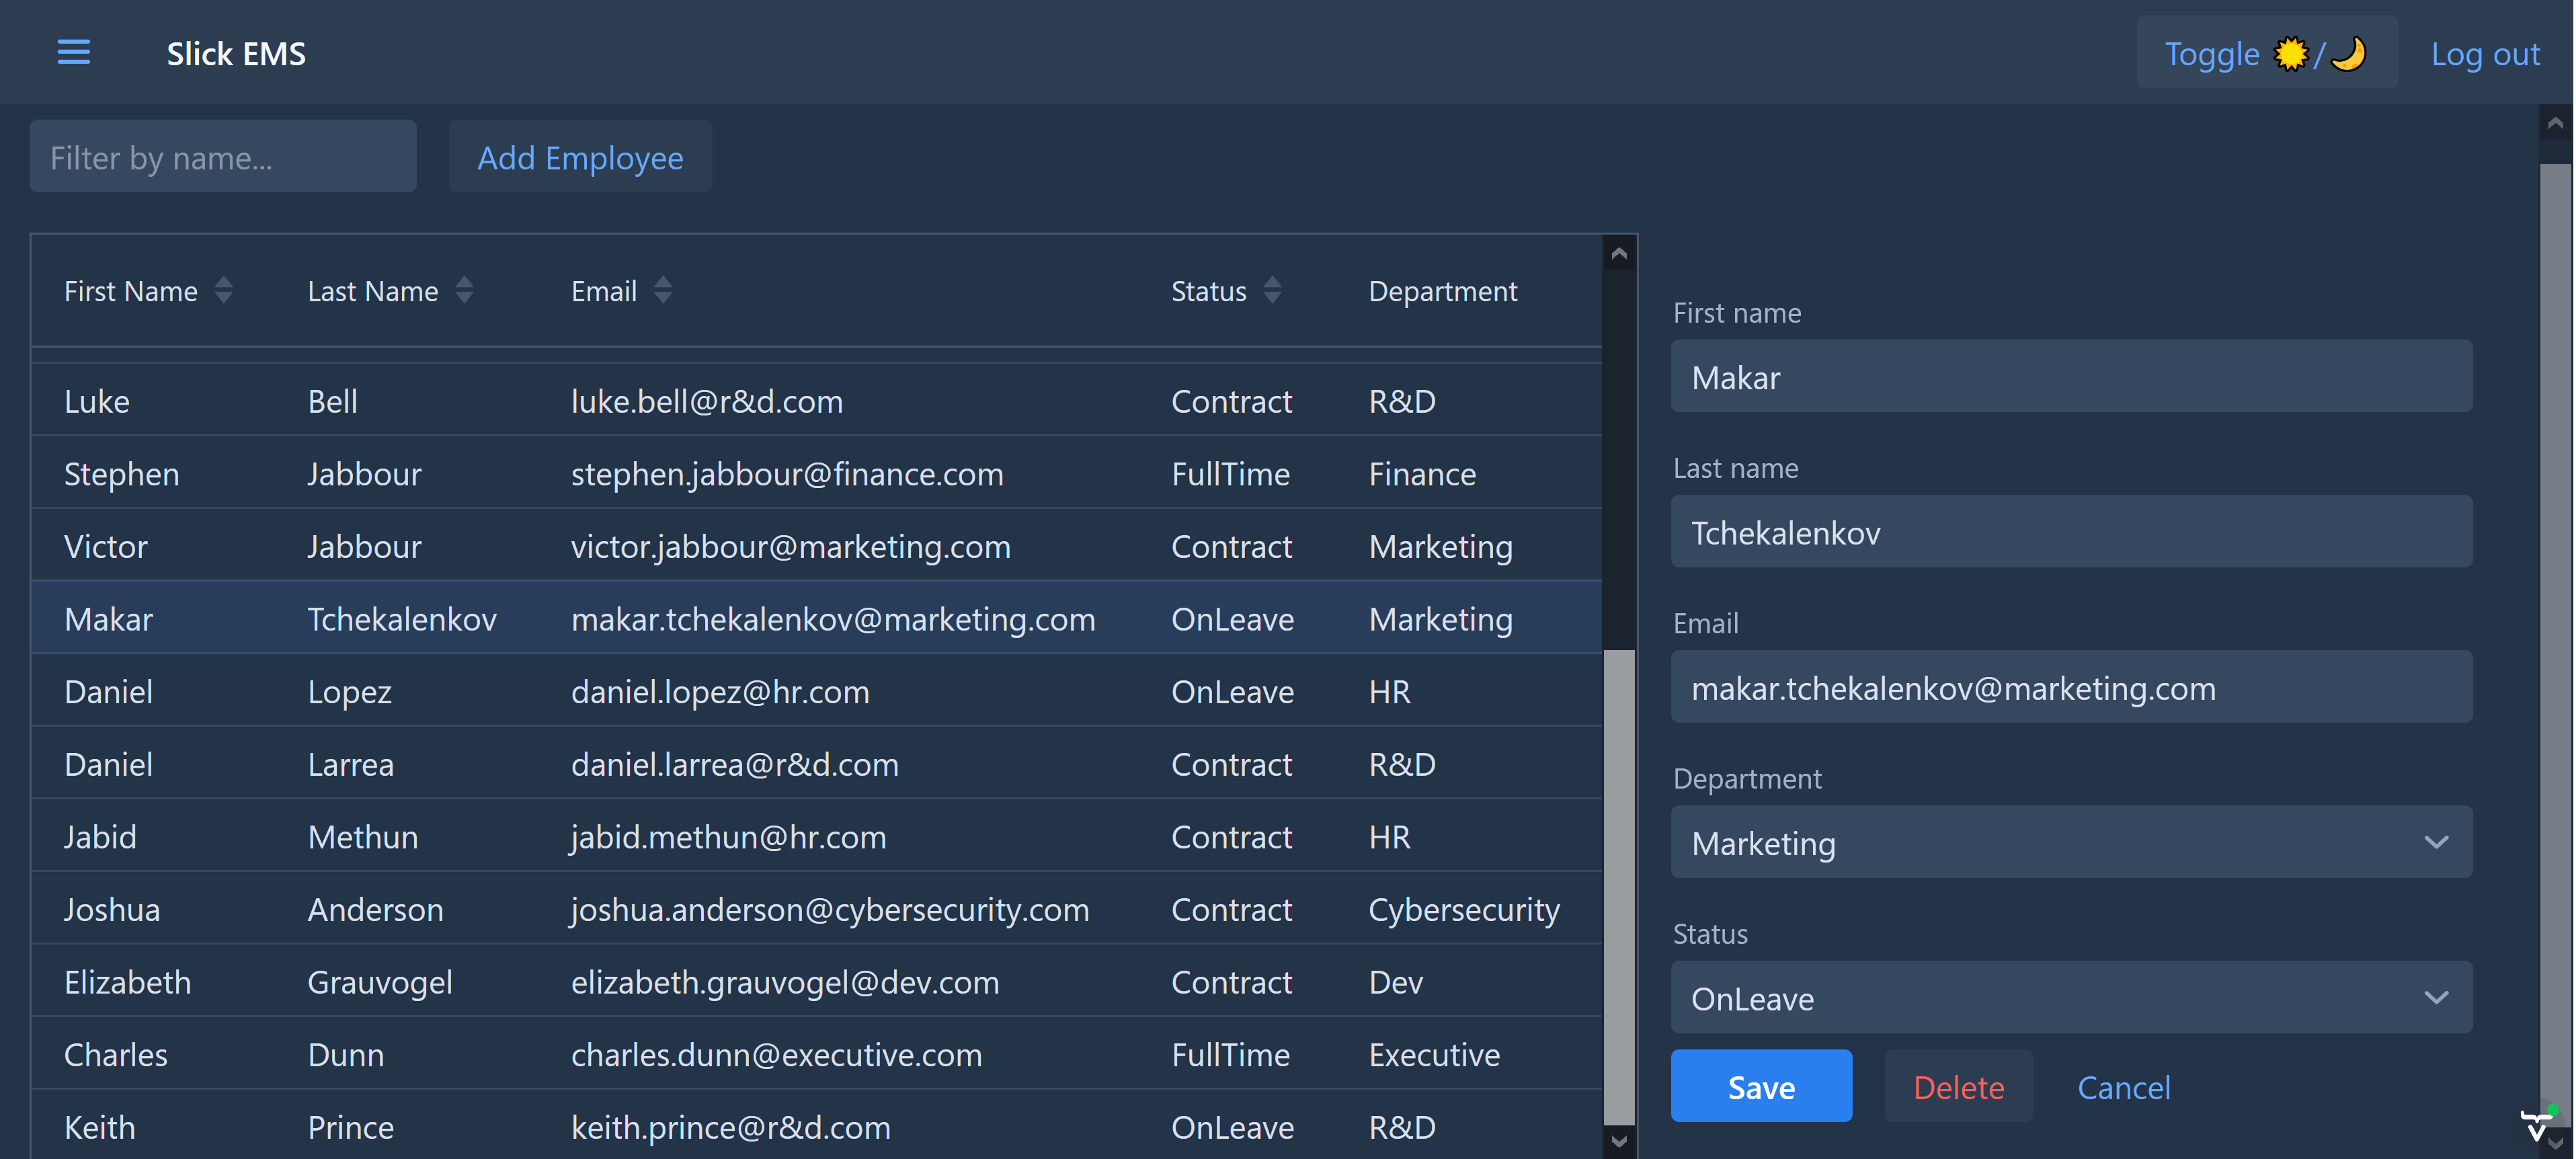 Slick EMS
Toggle ☀/🌙
Log out
Filter by name...
Add Employee
First Name Last Name Email Status Department
Luke Bell luke.bell@r&d.com Contract R&D
Stephen Jabbour stephen.jabbour@finance.com FullTime Finance
Victor Jabbour victor.jabbour@marketing.com Contract Marketing
Makar Tchekalenkov makar.tchekalenkov@marketing.com OnLeave Marketing
Daniel Lopez daniel.lopez@hr.com OnLeave HR
Daniel Larrea daniel.larrea@r&d.com Contract R&D
Jabid Methun jabid.methun@hr.com Contract HR
Joshua Anderson joshua.anderson@cybersecurity.com Contract Cybersecurity
Elizabeth Grauvogel elizabeth.grauvogel@dev.com Contract Dev
Charles Dunn charles.dunn@executive.com FullTime Executive
Keith Prince keith.prince@r&d.com OnLeave R&D
First name
Makar
Last name
Tchekalenkov
Email
makar.tchekalenkov@marketing.com
Department
Marketing
Status
OnLeave
Save Delete Cancel